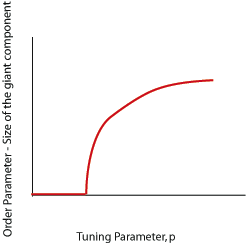 Order Parameter - Size of the giant component
Tuning Parameter, p